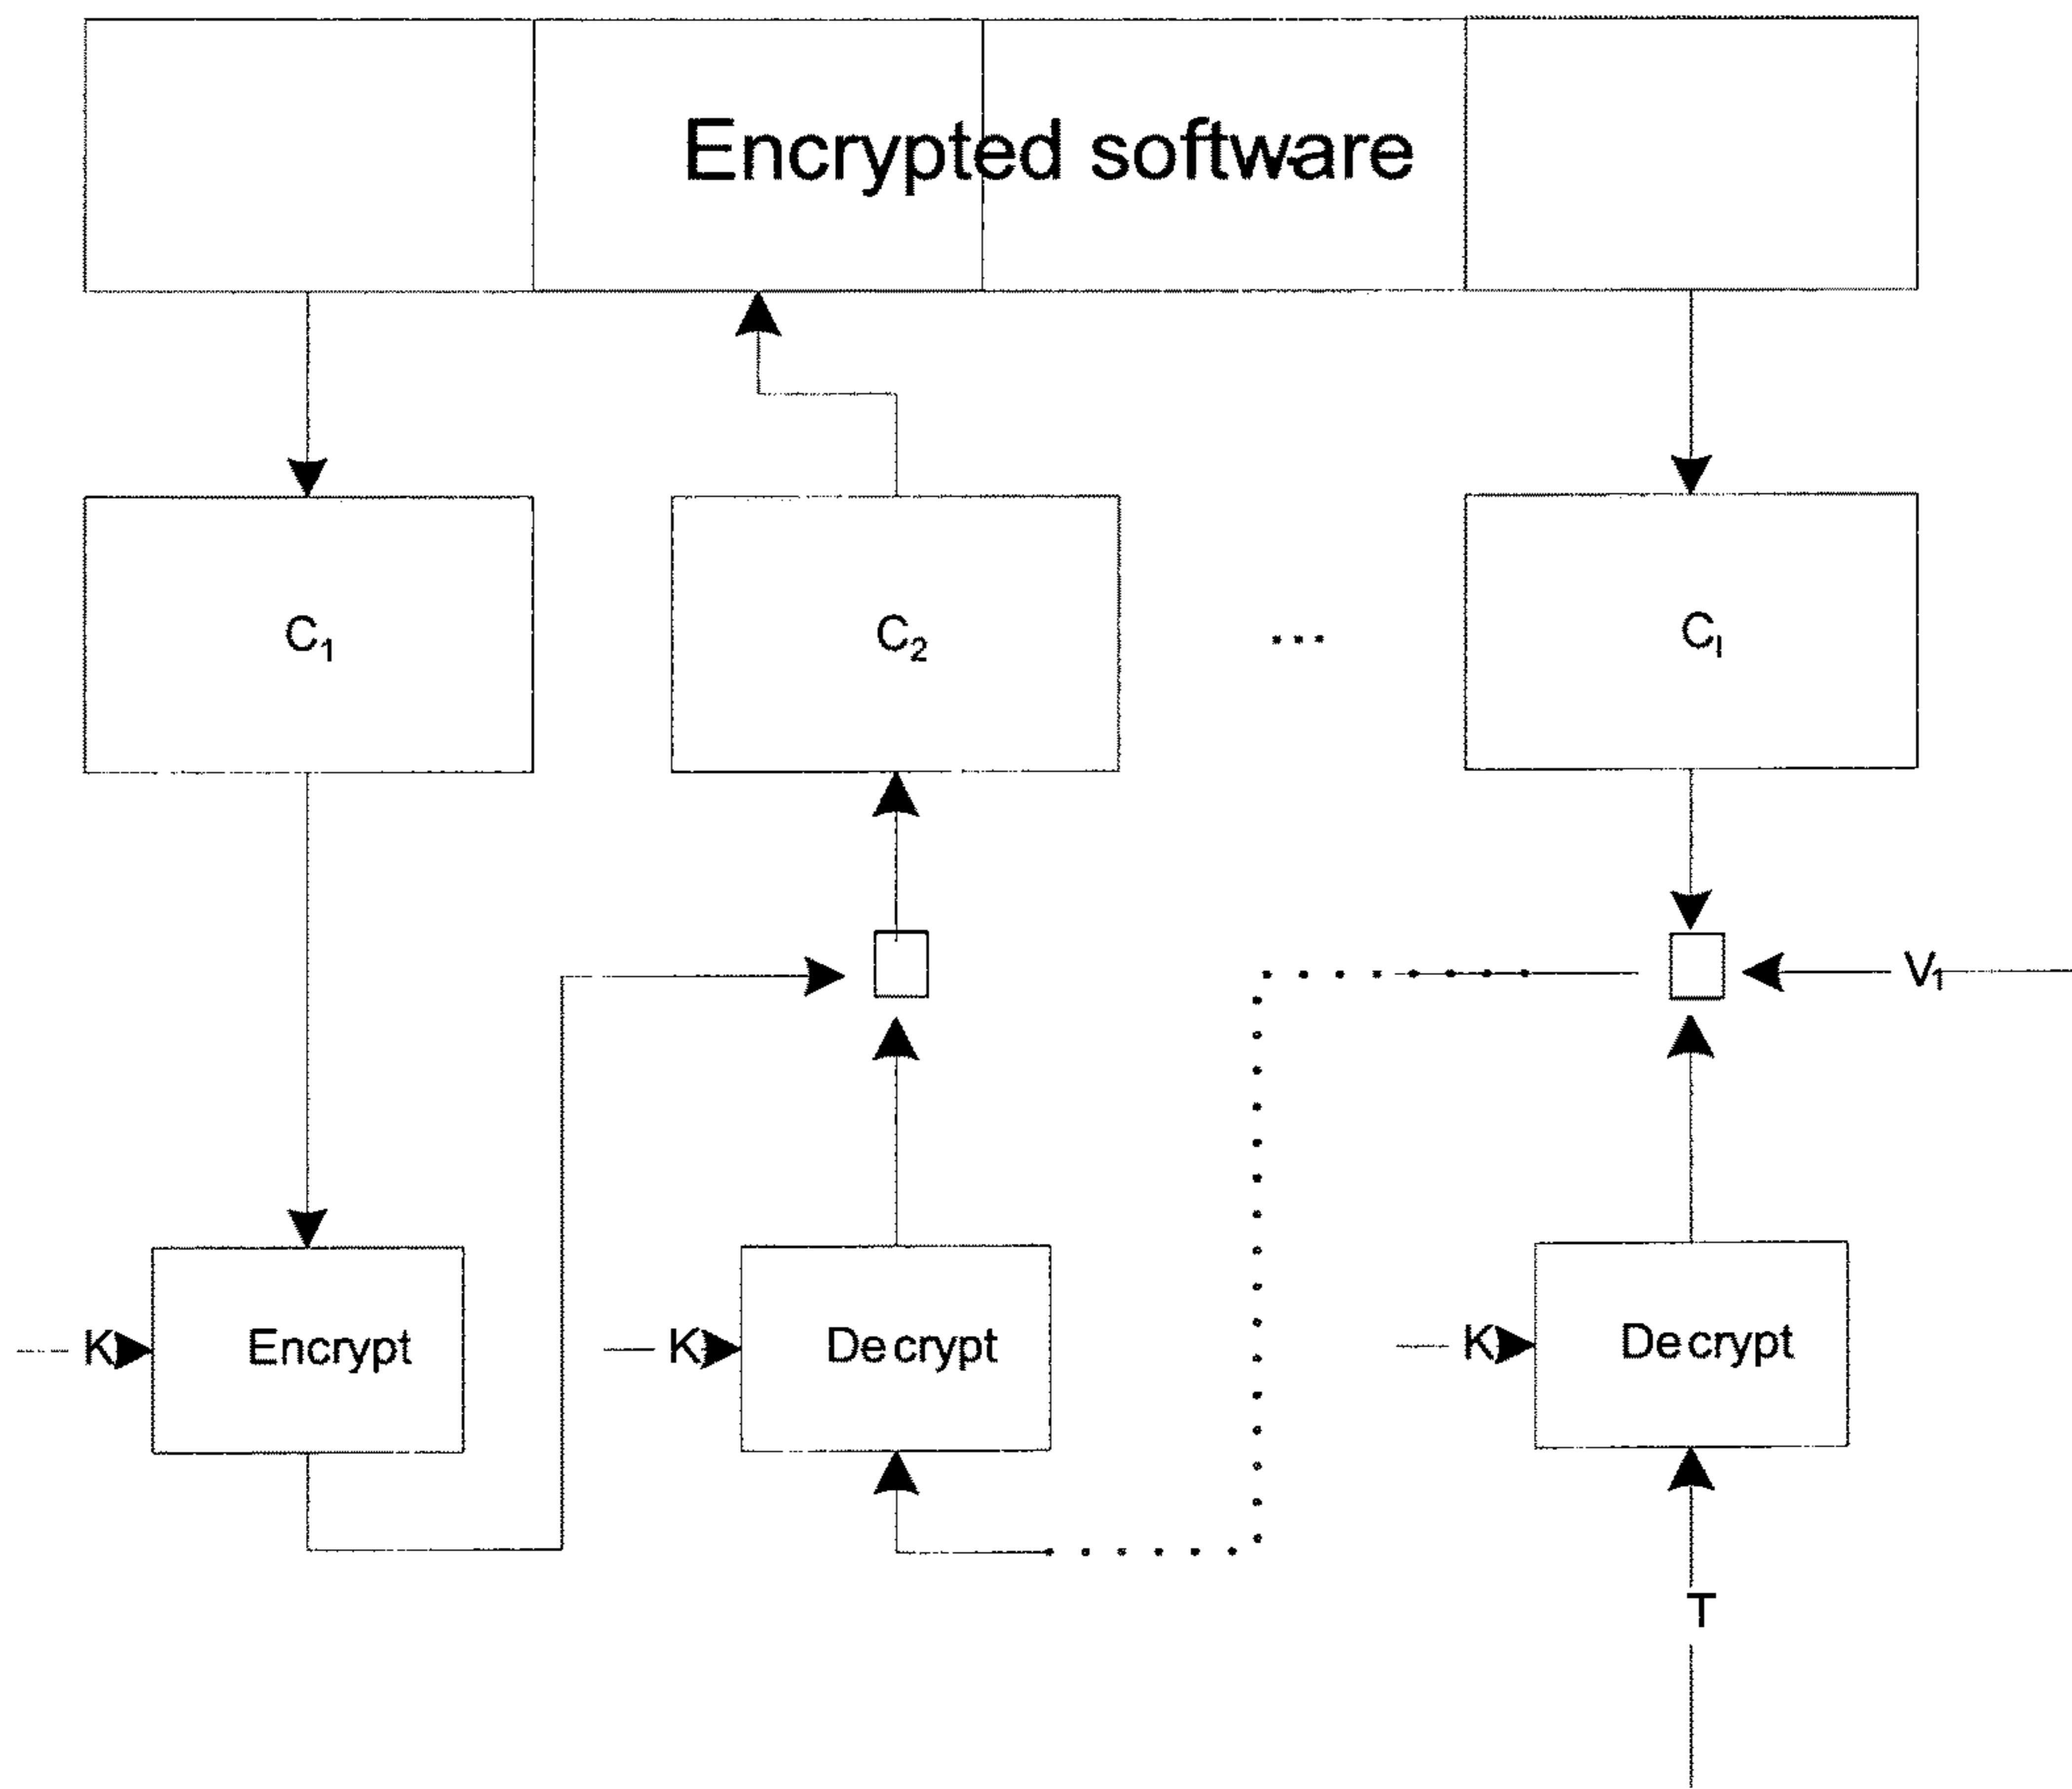 Encrypted software
C₁
C₂
...
Cₗ
V₁
K
Encrypt
K
Decrypt
K
Decrypt
T